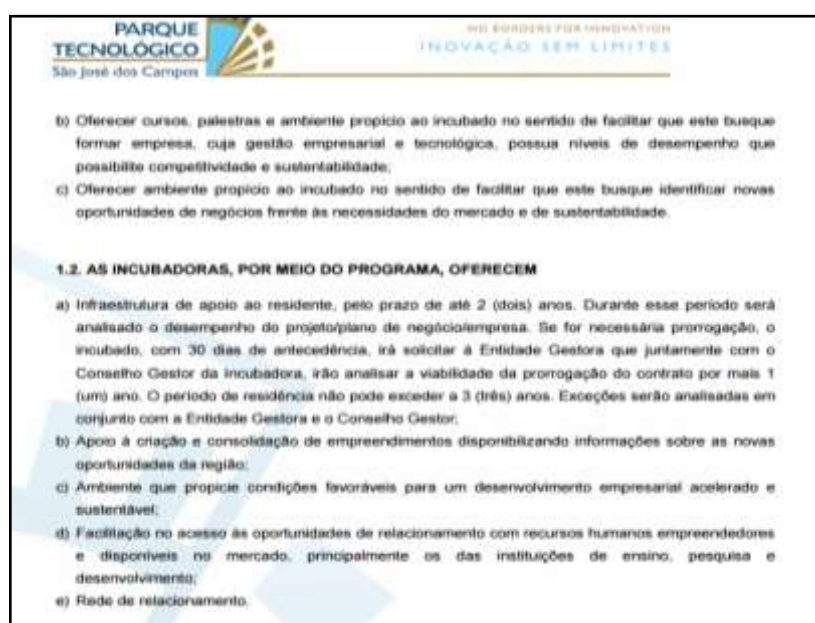 PARQUE
TECNOLÓGICO
São José dos Campos
NO BORDERS FOR INNOVATION
INOVAÇÃO SEM LIMITES
b) Oferecer cursos, palestras e ambiente propício ao incubado no sentido de facilitar que este busque
formar empresa, cuja gestão empresarial e tecnológica, possua níveis de desempenho que
possibilite competitividade e sustentabilidade;
c) Oferecer ambiente propício ao incubado no sentido de facilitar que este busque identificar novas
oportunidades de negócios frente às necessidades do mercado e de sustentabilidade.
1.2. AS INCUBADORAS, POR MEIO DO PROGRAMA, OFERECEM
a) Infraestrutura de apoio ao residente, pelo prazo de até 2 (dois) anos. Durante esse período será
analisado o desempenho do projeto/plano de negócio/empresa. Se for necessária prorrogação, o
incubado, com 30 dias de antecedência, irá solicitar à Entidade Gestora que juntamente com o
Conselho Gestor da incubadora, irão analisar a viabilidade da prorrogação do contrato por mais 1
(um) ano. O período de residência não pode exceder a 3 (três) anos. Exceções serão analisadas em
conjunto com a Entidade Gestora e o Conselho Gestor;
b) Apoio à criação e consolidação de empreendimentos disponibilizando informações sobre as novas
oportunidades da região;
c) Ambiente que propicie condições favoráveis para um desenvolvimento empresarial acelerado e
sustentável;
d) Facilitação no acesso às oportunidades de relacionamento com recursos humanos empreendedores
e disponíveis no mercado, principalmente os das instituições de ensino, pesquisa e
desenvolvimento;
e) Rede de relacionamento.